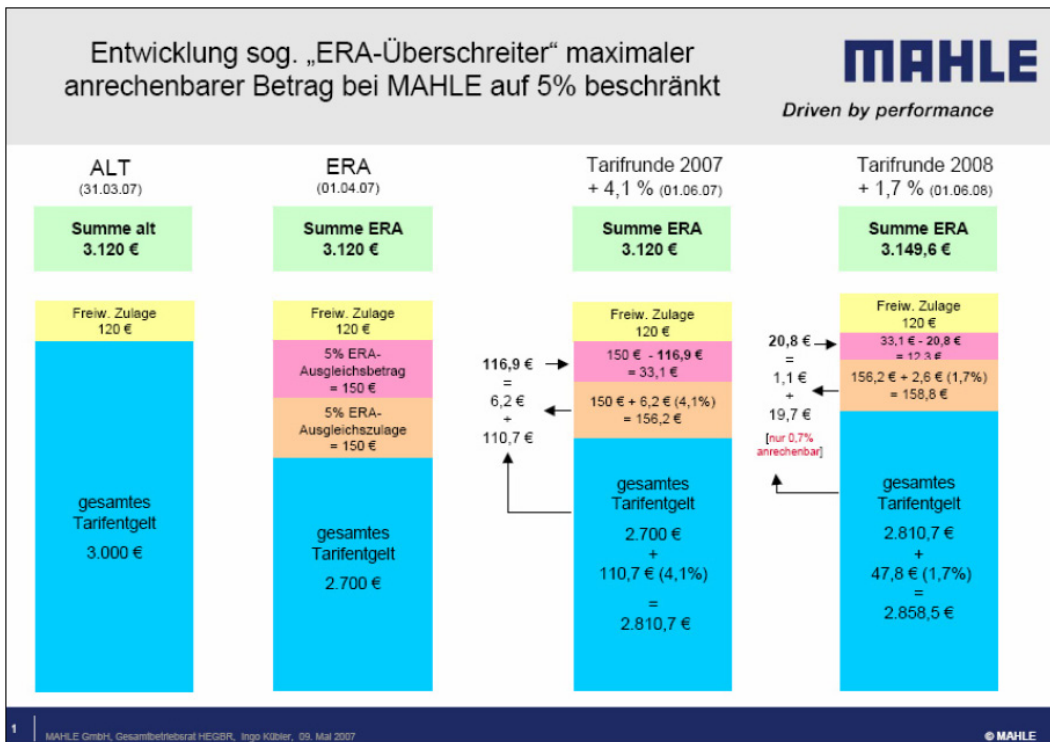 Entwicklung sog. „ERA-Überschreiter“ maximaler
anrechenbarer Betrag bei MAHLE auf 5% beschränkt
MAHLE
Driven by performance
ALT
(31.03.07)
Summe alt
3.120 €
Freiw. Zulage
120 €
gesamtes
Tarifentgelt
3.000 €
ERA
(01.04.07)
Summe ERA
3.120 €
Freiw. Zulage
120 €
5% ERA-
Ausgleichsbetrag
= 150 €
5% ERA-
Ausgleichszulage
= 150 €
gesamtes
Tarifentgelt
2.700 €
Tarifrunde 2007
+ 4,1 % (01.06.07)
Summe ERA
3.120 €
116,9 €
=
6,2 €
+
110,7 €
Freiw. Zulage
120 €
150 € - 116,9 €
= 33,1 €
150 € + 6,2 € (4,1%)
= 156,2 €
gesamtes
Tarifentgelt
2.700 €
+
110,7 € (4,1%)
=
2.810,7 €
Tarifrunde 2008
+ 1,7 % (01.06.08)
Summe ERA
3.149,6 €
20,8 €
=
1,1 €
+
19,7 €
[nur 0,7%
anrechenbar]
Freiw. Zulage
120 €
33,1 € - 20,8 €
= 12,3 €
156,2 € + 2,6 € (1,7%)
= 158,8 €
gesamtes
Tarifentgelt
2.810,7 €
+
47,8 € (1,7%)
=
2.858,5 €
1
MAHLE GmbH, Gesamtbetriebsrat HEGBR, Ingo Kübler, 09. Mai 2007
© MAHLE